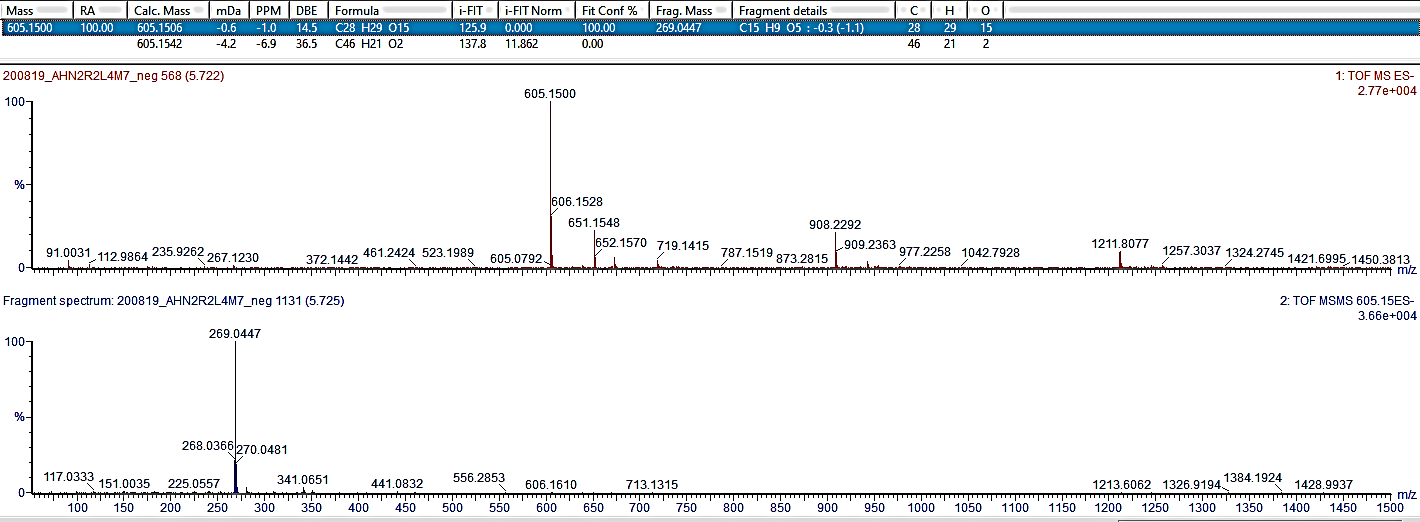 Mass RA Calc. Mass mDa PPM DBE Formula i-FIT i-FIT Norm Fit Conf % Frag. Mass Fragment details C H O
605.1500 100.00 605.1506 -0.6 -1.0 14.5 C28 H29 O15 125.9 0.000 100.00 269.0447 C15 H9 O5 : -0.3 (-1.1) 28 29 15
605.1542 -4.2 -6.9 36.5 C46 H21 O2 137.8 11.862 0.00 46 21 2
200819_AHN2R2L4M7_neg 568 (5.722) 1: TOF MS ES-
2.77e+004
100
605.1500
%
606.1528
651.1548
908.2292
652.1570 719.1415 909.2363 1211.8077
91.0031 112.9864 235.9262 267.1230 372.1442 461.2424 523.1989 605.0792 787.1519 873.2815 977.2258 1042.7928 1257.3037 1324.2745 1421.6995 1450.3813
0
m/z
Fragment spectrum: 200819_AHN2R2L4M7_neg 1131 (5.725) 2: TOF MSMS 605.15ES-
3.66e+004
100
269.0447
%
268.0366 270.0481
117.0333 151.0035 225.0557 341.0651 441.0832 556.2853 606.1610 713.1315 1213.6062 1326.9194 1384.1924 1428.9937
0
m/z
100 150 200 250 300 350 400 450 500 550 600 650 700 750 800 850 900 950 1000 1050 1100 1150 1200 1250 1300 1350 1400 1450 1500